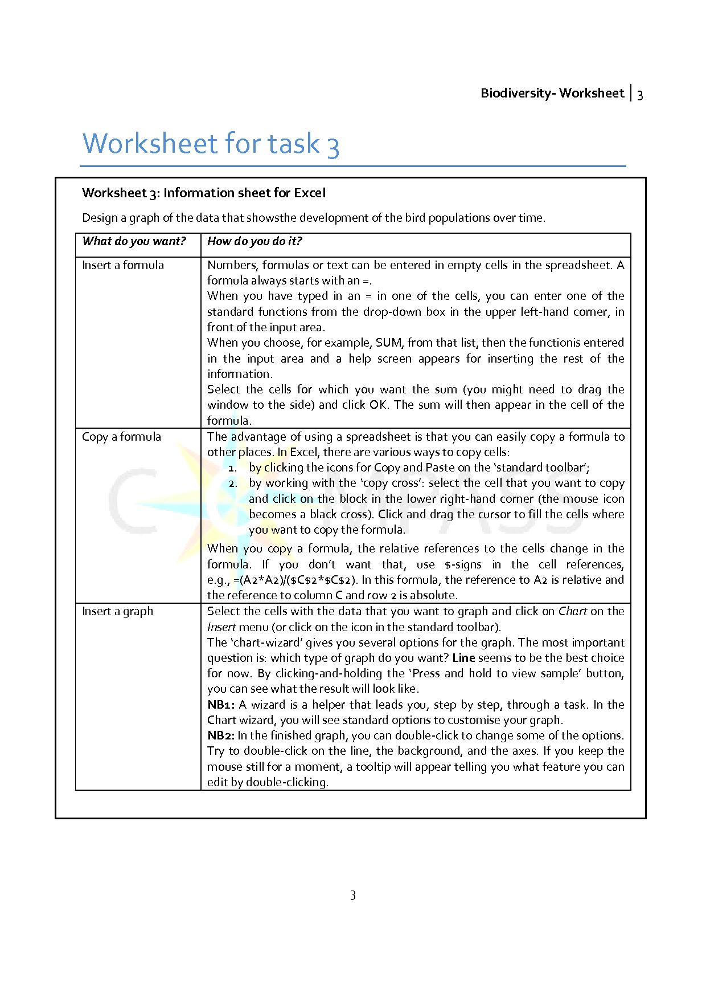 Biodiversity- Worksheet 3
Worksheet for task 3
Worksheet 3: Information sheet for Excel
Design a graph of the data that showsthe development of the bird populations over time.
What do you want? How do you do it?
Insert a formula Numbers, formulas or text can be entered in empty cells in the spreadsheet. A
formula always starts with an =.
When you have typed in an = in one of the cells, you can enter one of the
standard functions from the drop-down box in the upper left-hand corner, in
front of the input area.
When you choose, for example, SUM, from that list, then the functionis entered
in the input area and a help screen appears for inserting the rest of the
information.
Select the cells for which you want the sum (you might need to drag the
window to the side) and click OK. The sum will then appear in the cell of the
formula.
Copy a formula The advantage of using a spreadsheet is that you can easily copy a formula to
other places. In Excel, there are various ways to copy cells:
1. by clicking the icons for Copy and Paste on the ‘standard toolbar’;
2. by working with the ‘copy cross’: select the cell that you want to copy
and click on the block in the lower right-hand corner (the mouse icon
becomes a black cross). Click and drag the cursor to fill the cells where
you want to copy the formula.
When you copy a formula, the relative references to the cells change in the
formula. If you don’t want that, use $-signs in the cell references,
e.g., =(A2*A2)/($C$2*$C$2). In this formula, the reference to A2 is relative and
the reference to column C and row 2 is absolute.
Insert a graph Select the cells with the data that you want to graph and click on Chart on the
Insert menu (or click on the icon in the standard toolbar).
The ‘chart-wizard’ gives you several options for the graph. The most important
question is: which type of graph do you want? Line seems to be the best choice
for now. By clicking-and-holding the ‘Press and hold to view sample’ button,
you can see what the result will look like.
NB1: A wizard is a helper that leads you, step by step, through a task. In the
Chart wizard, you will see standard options to customise your graph.
NB2: In the finished graph, you can double-click to change some of the options.
Try to double-click on the line, the background, and the axes. If you keep the
mouse still for a moment, a tooltip will appear telling you what feature you can
edit by double-clicking.
COMPASS
3